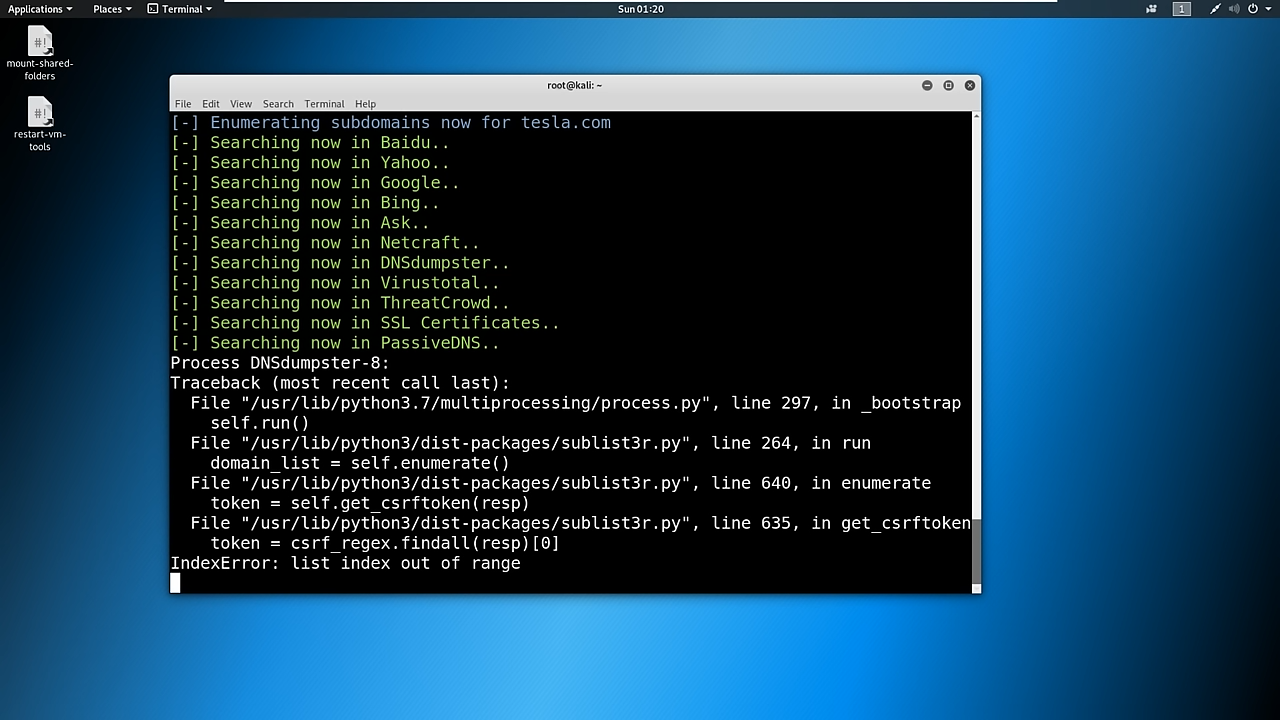 Applications Places Terminal Sun 01:20 1
#!
mount-shared-
folders
#!
restart-vm-
tools
root@kali: ~
File Edit View Search Terminal Help
[-] Enumerating subdomains now for tesla.com
[-] Searching now in Baidu..
[-] Searching now in Yahoo..
[-] Searching now in Google..
[-] Searching now in Bing..
[-] Searching now in Ask..
[-] Searching now in Netcraft..
[-] Searching now in DNSdumpster..
[-] Searching now in Virustotal..
[-] Searching now in ThreatCrowd..
[-] Searching now in SSL Certificates..
[-] Searching now in PassiveDNS..
Process DNSdumpster-8:
Traceback (most recent call last):
  File "/usr/lib/python3.7/multiprocessing/process.py", line 297, in _bootstrap
    self.run()
  File "/usr/lib/python3/dist-packages/sublist3r.py", line 264, in run
    domain_list = self.enumerate()
  File "/usr/lib/python3/dist-packages/sublist3r.py", line 640, in enumerate
    token = self.get_csrftoken(resp)
  File "/usr/lib/python3/dist-packages/sublist3r.py", line 635, in get_csrftoken
    token = csrf_regex.findall(resp)[0]
IndexError: list index out of range